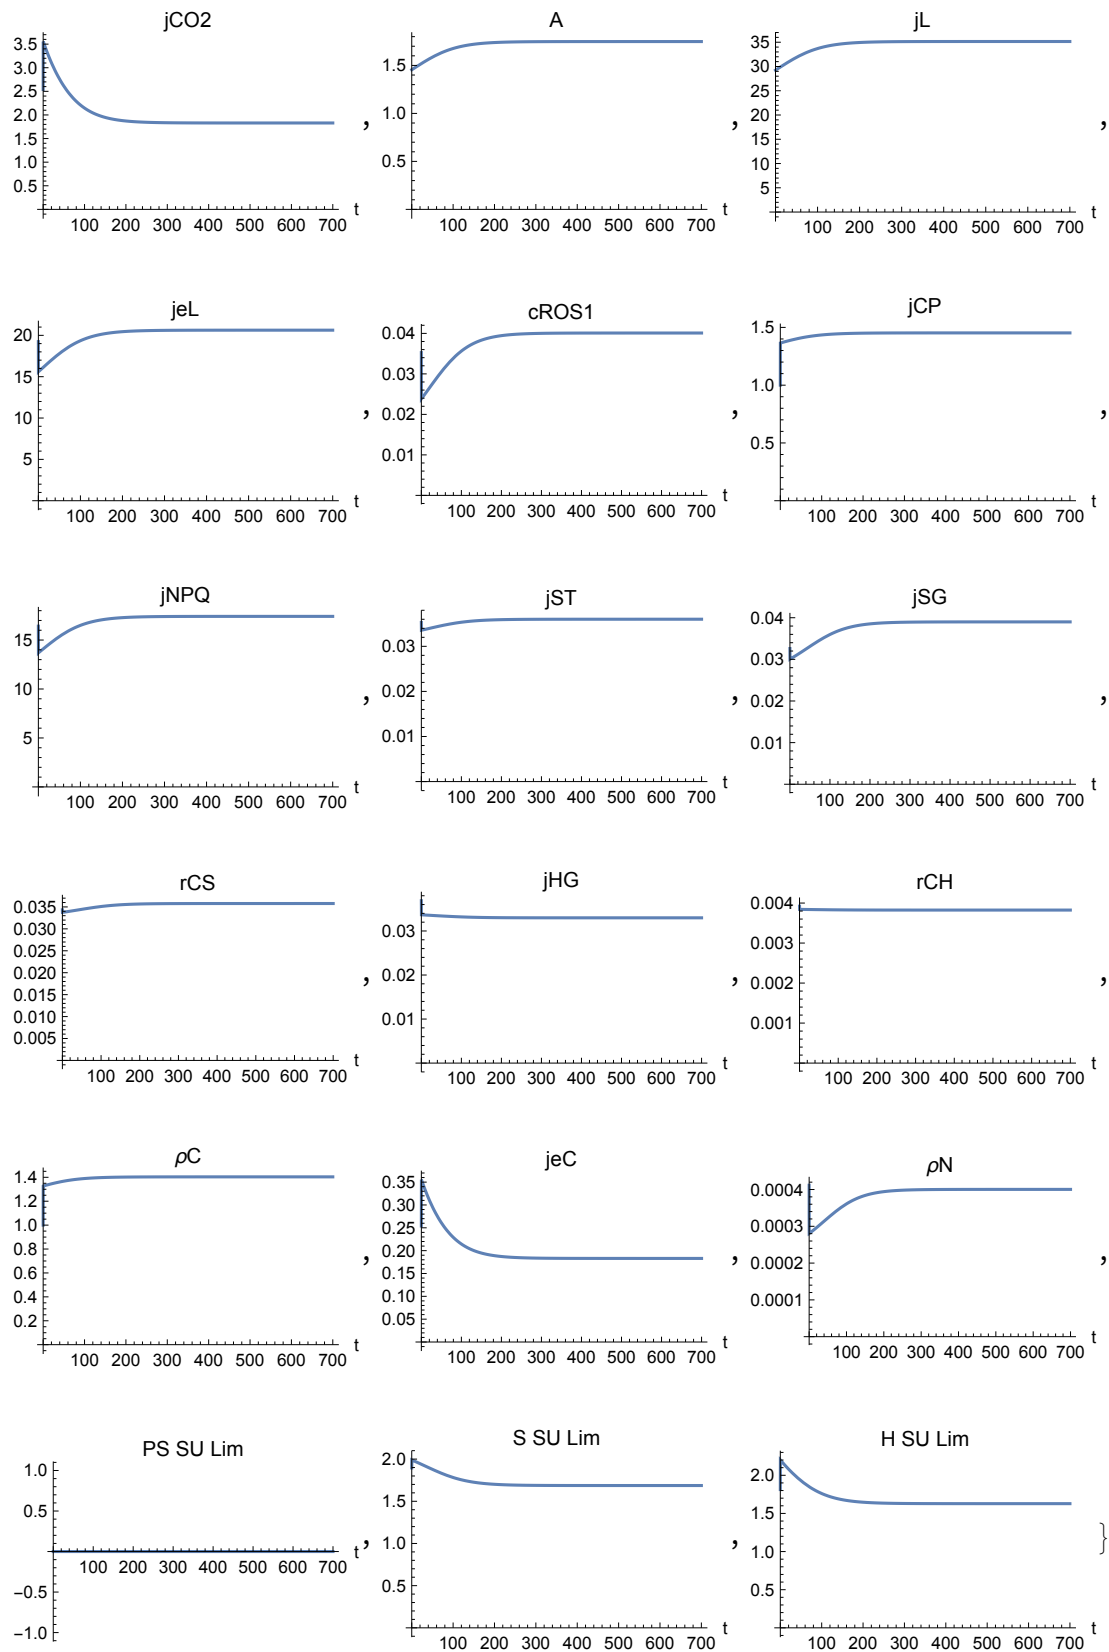 jCO2
3.5
3.0
2.5
2.0
1.5
1.0
0.5
100 200 300 400 500 600 700
t
,
A
1.5
1.0
0.5
100 200 300 400 500 600 700
t
,
jL
35
30
25
20
15
10
5
100 200 300 400 500 600 700
t
,
jeL
20
15
10
5
100 200 300 400 500 600 700
t
,
cROS1
0.04
0.03
0.02
0.01
100 200 300 400 500 600 700
t
,
jCP
1.5
1.0
0.5
100 200 300 400 500 600 700
t
,
jNPQ
15
10
5
100 200 300 400 500 600 700
t
,
jST
0.03
0.02
0.01
100 200 300 400 500 600 700
t
,
jSG
0.04
0.03
0.02
0.01
100 200 300 400 500 600 700
t
,
rCS
0.035
0.030
0.025
0.020
0.015
0.010
0.005
100 200 300 400 500 600 700
t
,
jHG
0.03
0.02
0.01
100 200 300 400 500 600 700
t
,
rCH
0.004
0.003
0.002
0.001
100 200 300 400 500 600 700
t
,
ρC
1.4
1.2
1.0
0.8
0.6
0.4
0.2
100 200 300 400 500 600 700
t
,
jeC
0.35
0.30
0.25
0.20
0.15
0.10
0.05
100 200 300 400 500 600 700
t
,
ρN
0.0004
0.0003
0.0002
0.0001
100 200 300 400 500 600 700
t
,
PS SU Lim
1.0
0.5
100 200 300 400 500 600 700
t
−0.5
−1.0
,
S SU Lim
2.0
1.5
1.0
0.5
100 200 300 400 500 600 700
t
,
H SU Lim
2.0
1.5
1.0
0.5
100 200 300 400 500 600 700
t
}